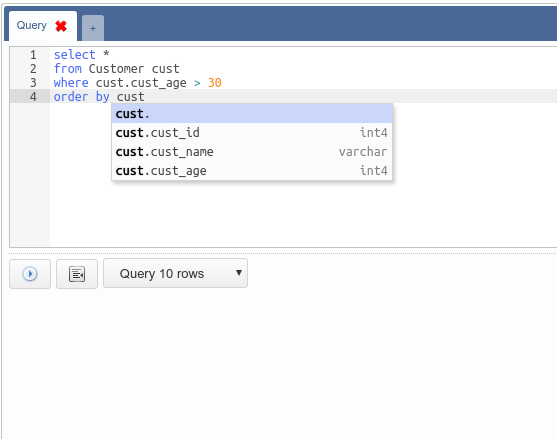 Query
+
1 select *
2 from Customer cust
3 where cust.cust_age > 30
4 order by cust
cust.
cust.cust_id int4
cust.cust_name varchar
cust.cust_age int4
Query 10 rows